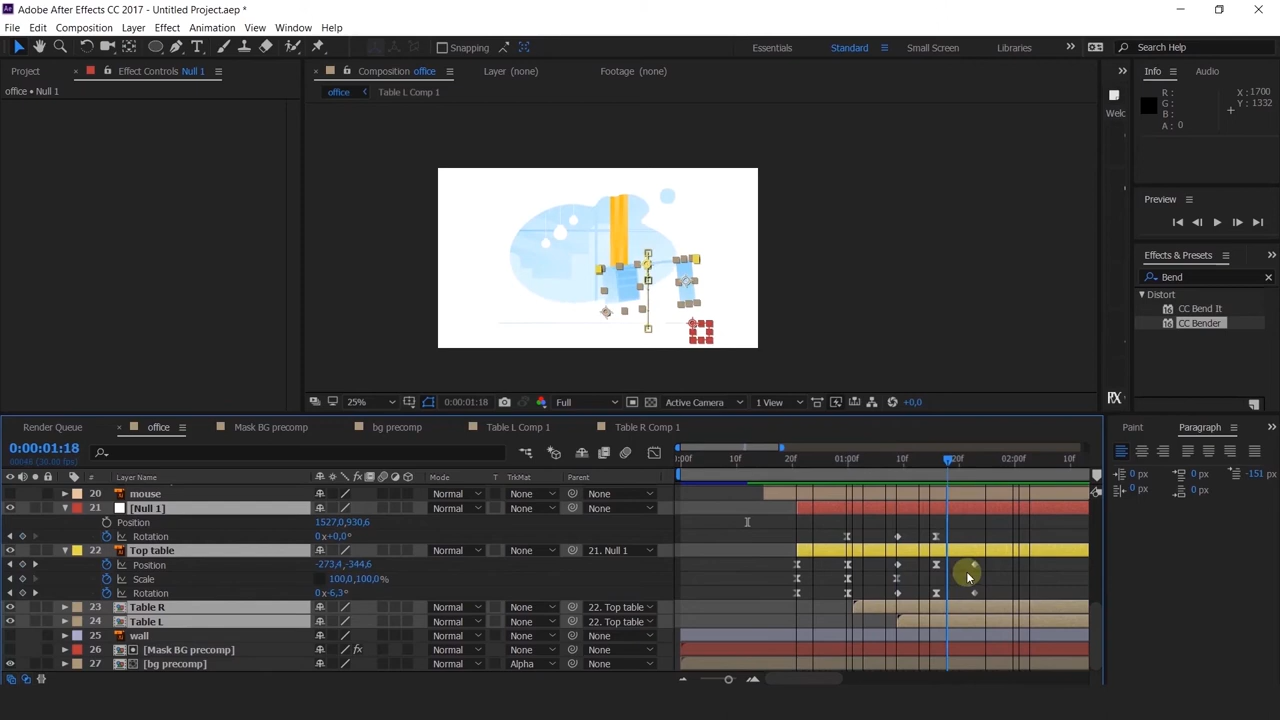 Adobe After Effects CC 2017 - Untitled Project.aep *
File Edit Composition Layer Effect Animation View Window Help
Snapping Essentials Standard Small Screen Libraries Search Help
Project Effect Controls Null 1 Composition office Layer (none) Footage (none) Info Audio
office • Null 1 office Table L Comp 1
R : X : 1700
G : Y : 1332
B :
A : 0
Welc
Preview
Effects & Presets
Bend
Distort
CC Bend It
CC Bender
25% 0:00:01:18 Full Active Camera 1 View +0,0
Render Queue office Mask BG precomp bg precomp Table L Comp 1 Table R Comp 1 Paint Paragraph
0:00:01:18
00048 (30.00 fps)
:00f 10f 20f 01:00f 10f 20f 02:00f 10f
0 px 0 px -151 px
0 px 0 px
# Layer Name Mode T TrkMat Parent
20 mouse Normal None None
21 [Null 1] Normal None None
Position 1527,0,930,6
Rotation 0x+0,0°
22 Top table Normal None 21. Null 1
Position -273,4,-344,6
Scale 100,0,100,0%
Rotation 0x-6,3°
23 Table R Normal None 22. Top table
24 Table L Normal None 22. Top table
25 wall Normal None None
26 [Mask BG precomp] Normal None None
27 [bg precomp] Normal Alpha None